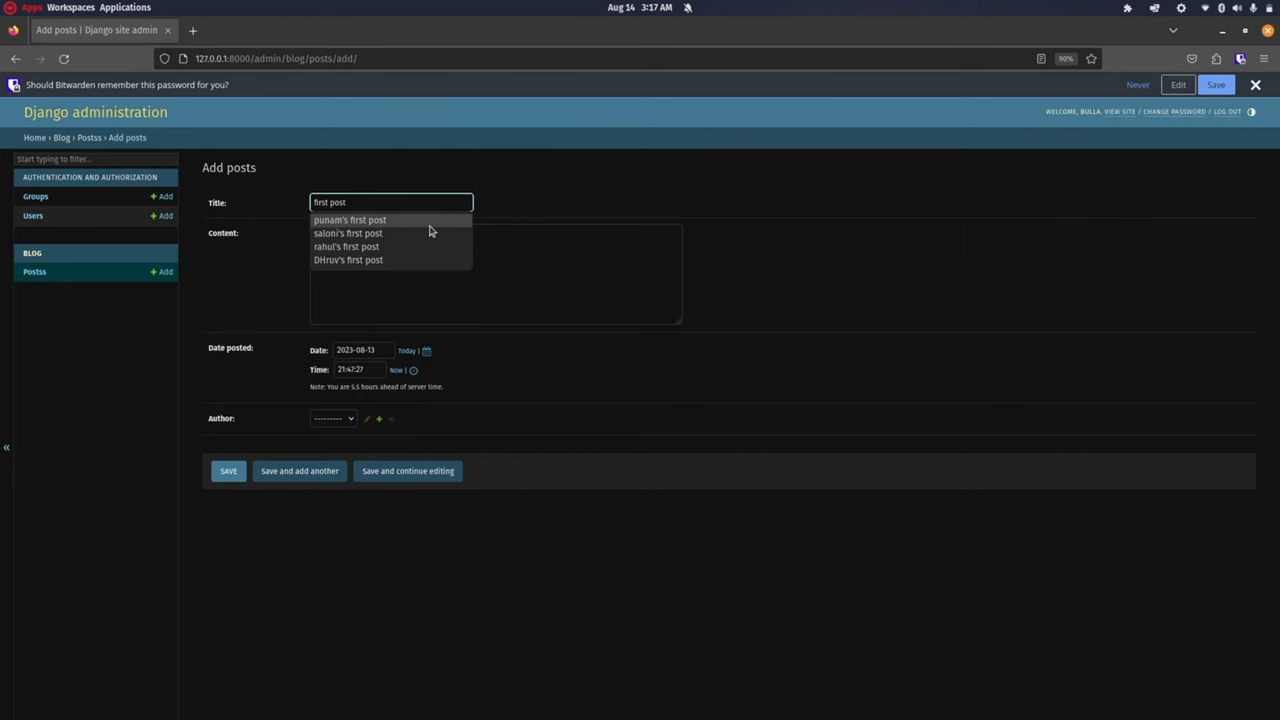 Apps Workspaces Applications
Aug 14 3:17 AM
Add posts | Django site admin
127.0.0.1:8000/admin/blog/posts/add/
90%
Should Bitwarden remember this password for you?
Never Edit Save
Django administration
WELCOME, BULLA. VIEW SITE / CHANGE PASSWORD / LOG OUT
Home › Blog › Postss › Add posts
Start typing to filter...
AUTHENTICATION AND AUTHORIZATION
Groups + Add
Users + Add
BLOG
Postss + Add
«
Add posts
Title: first post
punam's first post
saloni's first post
rahul's first post
DHruv's first post
Content:
Date posted:
Date: 2023-08-13 Today |
Time: 21:47:27 Now |
Note: You are 5.5 hours ahead of server time.
Author: ---------
SAVE Save and add another Save and continue editing